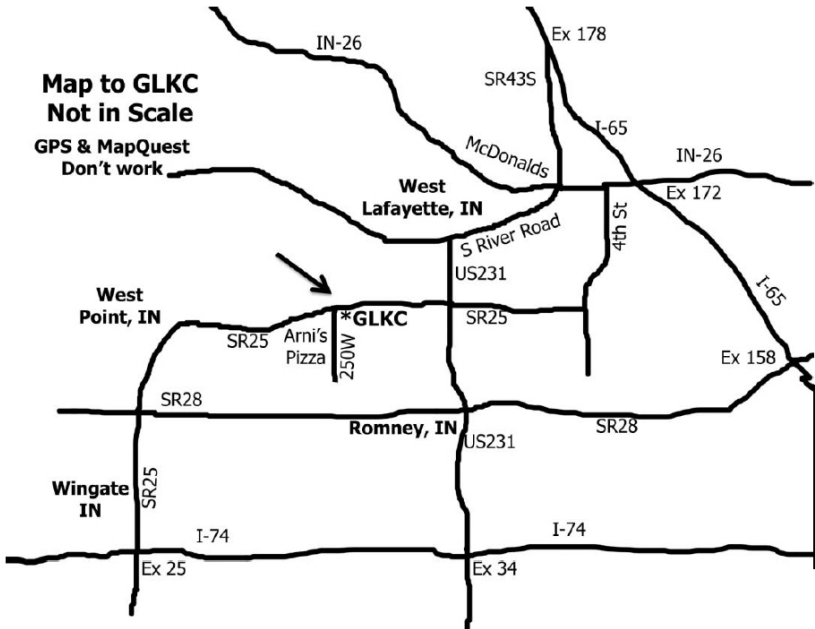 Ex 178
IN-26
SR43S
Map to GLKC
Not in Scale
GPS & MapQuest
Don't work
I-65
McDonalds
IN-26
Ex 172
West
Lafayette, IN
S River Road
4th St
US231
I-65
West
Point, IN
*GLKC
SR25
SR25
Arni's
Pizza
250W
Ex 158
SR28
Romney, IN
SR28
US231
Wingate
IN
SR25
I-74
I-74
Ex 25
Ex 34